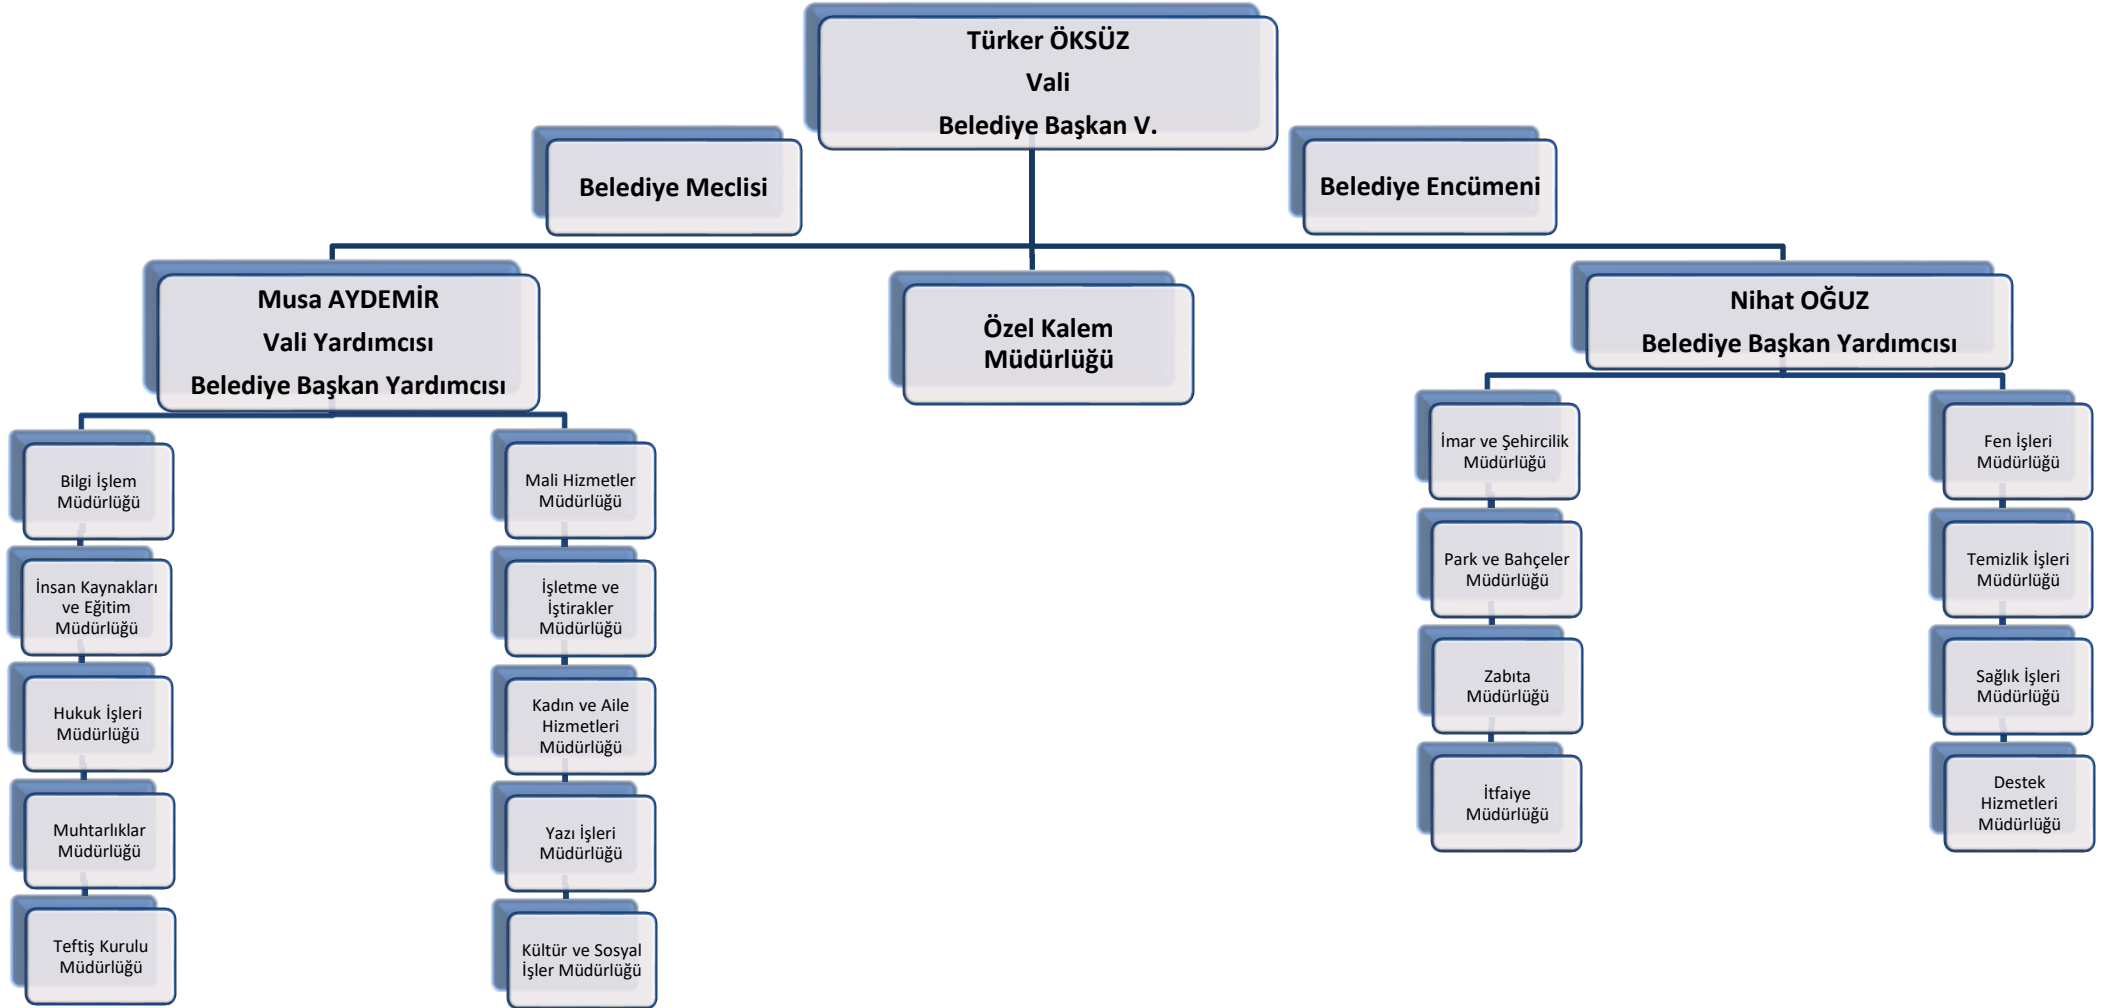 Türker ÖKSÜZ
Vali
Belediye Başkan V.
Belediye Meclisi
Belediye Encümeni
Musa AYDEMİR
Vali Yardımcısı
Belediye Başkan Yardımcısı
Özel Kalem
Müdürlüğü
Nihat OĞUZ
Belediye Başkan Yardımcısı
Bilgi İşlem
Müdürlüğü
İnsan Kaynakları
ve Eğitim
Müdürlüğü
Hukuk İşleri
Müdürlüğü
Muhtarlıklar
Müdürlüğü
Teftiş Kurulu
Müdürlüğü
Mali Hizmetler
Müdürlüğü
İşletme ve
İştirakler
Müdürlüğü
Kadın ve Aile
Hizmetleri
Müdürlüğü
Yazı İşleri
Müdürlüğü
Kültür ve Sosyal
İşler Müdürlüğü
İmar ve Şehircilik
Müdürlüğü
Park ve Bahçeler
Müdürlüğü
Zabıta
Müdürlüğü
İtfaiye
Müdürlüğü
Fen İşleri
Müdürlüğü
Temizlik İşleri
Müdürlüğü
Sağlık İşleri
Müdürlüğü
Destek
Hizmetleri
Müdürlüğü